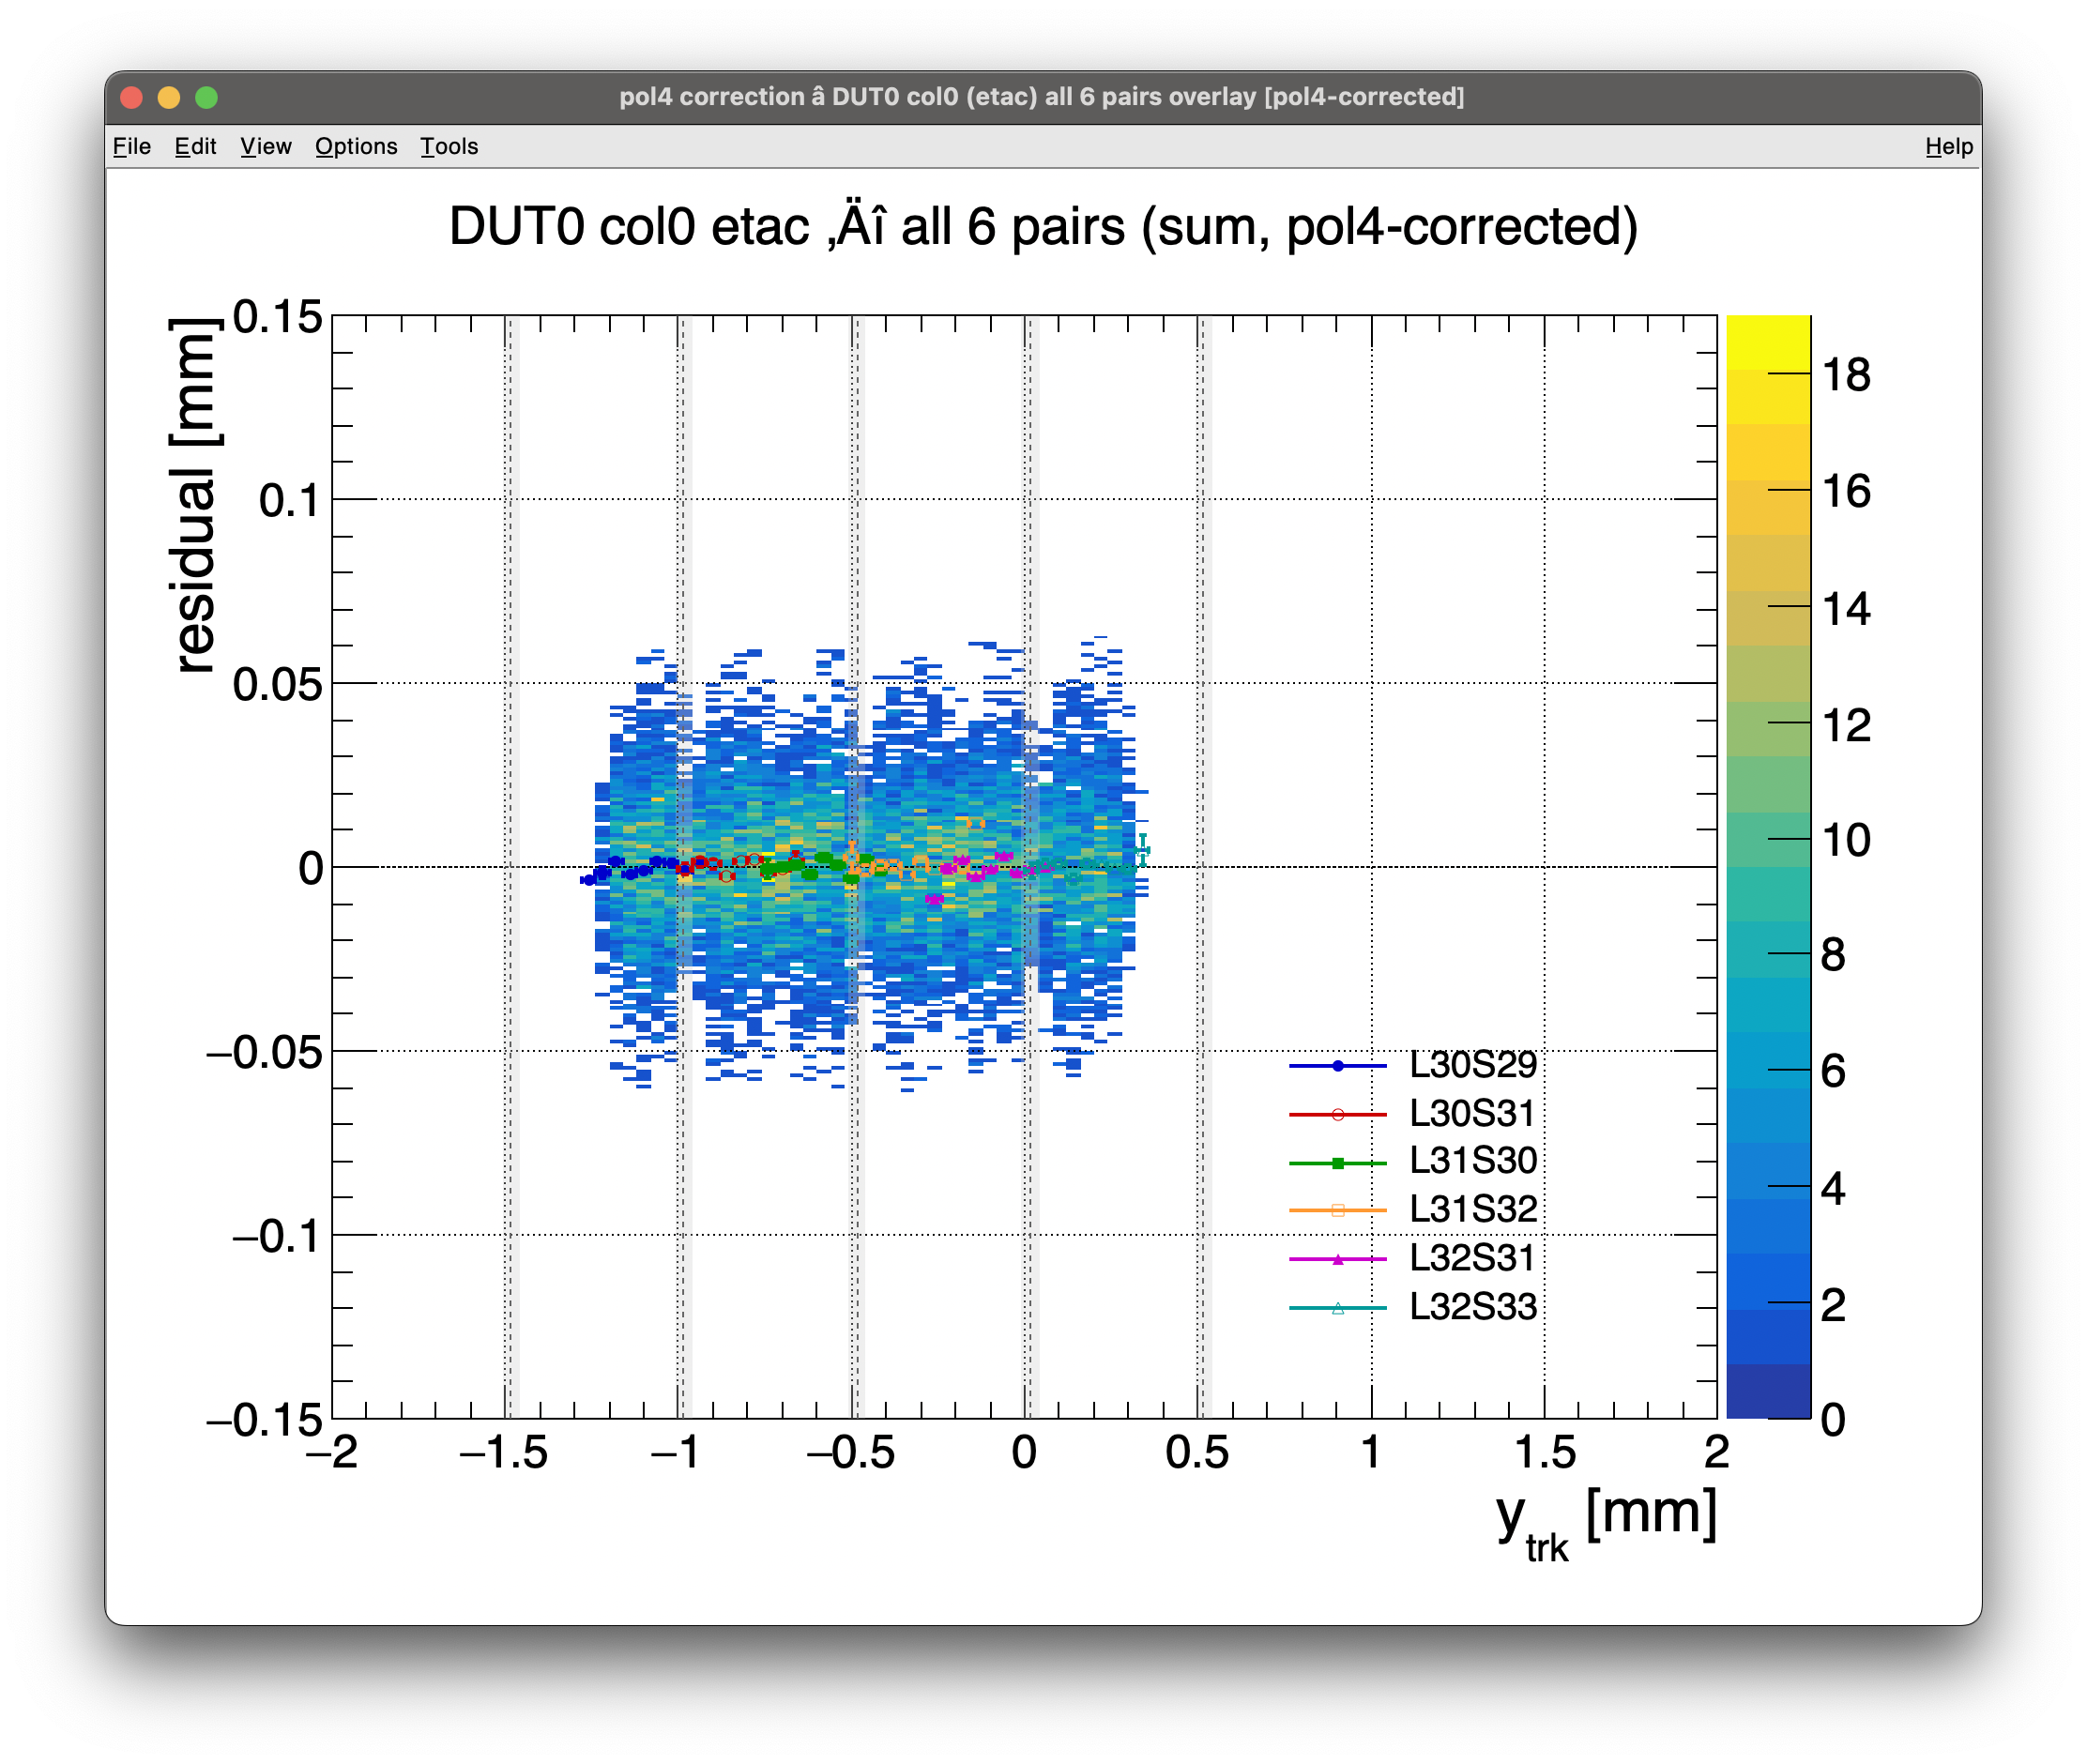 pol4 correction â DUT0 col0 (etac) all 6 pairs overlay [pol4-corrected]
File Edit View Options Tools Help
DUT0 col0 etac ‚Äî all 6 pairs (sum, pol4-corrected)
residual [mm]
0.15
0.1
0.05
0
−0.05
−0.1
−0.15
−2 −1.5 −1 −0.5 0 0.5 1 1.5 2
y_trk [mm]
L30S29
L30S31
L31S30
L31S32
L32S31
L32S33
18
16
14
12
10
8
6
4
2
0